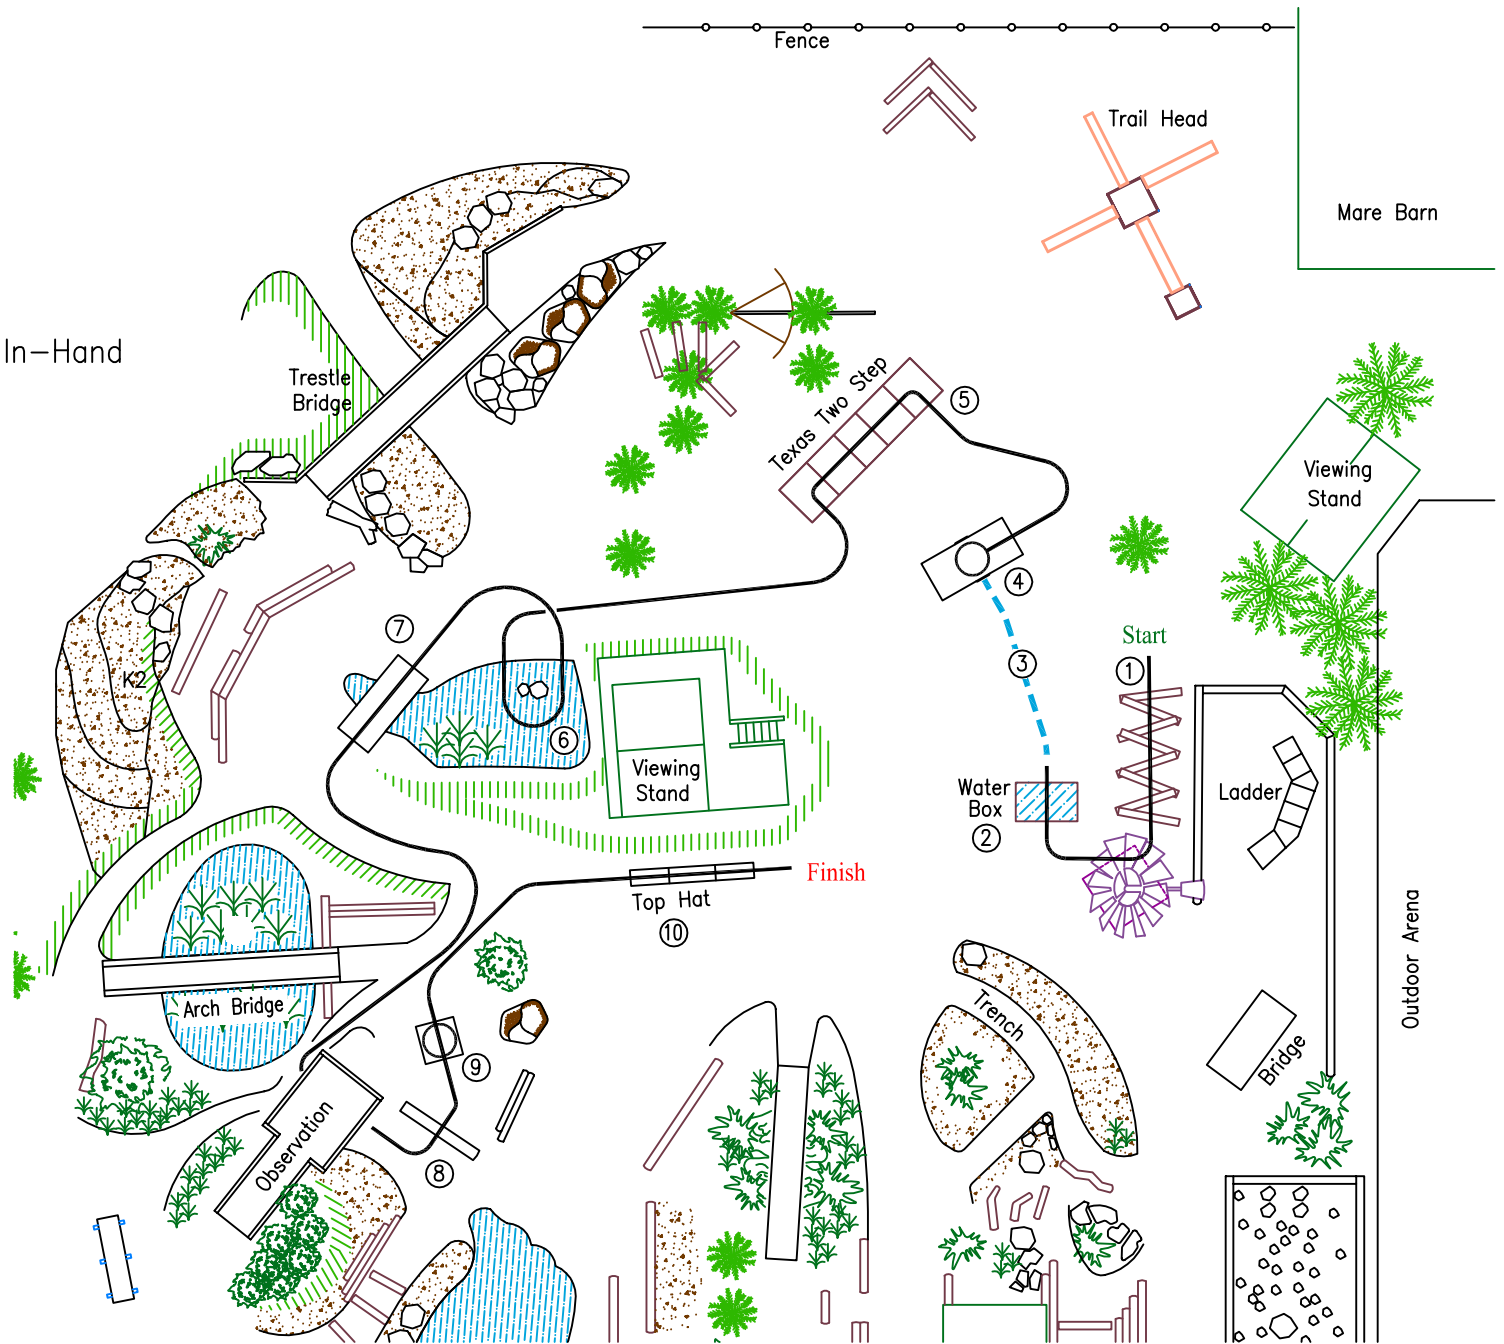 Fence
Trail Head
Mare Barn
In-Hand
Trestle
Bridge
Texas Two Step
5
Viewing
Stand
4
Start
7
3
1
K2
6
Viewing
Stand
Water
Box
2
Ladder
Finish
Top Hat
10
Outdoor Arena
Arch Bridge
Trench
9
Bridge
Observation
8